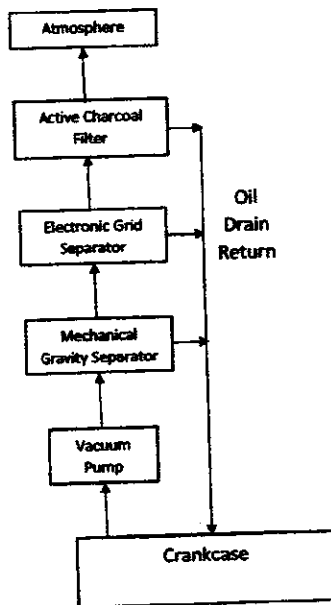 Atmosphere
Active Charcoal
Filter
Oil
Drain
Return
Electronic Grid
Separator
Mechanical
Gravity Separator
Vacuum
Pump
Crankcase